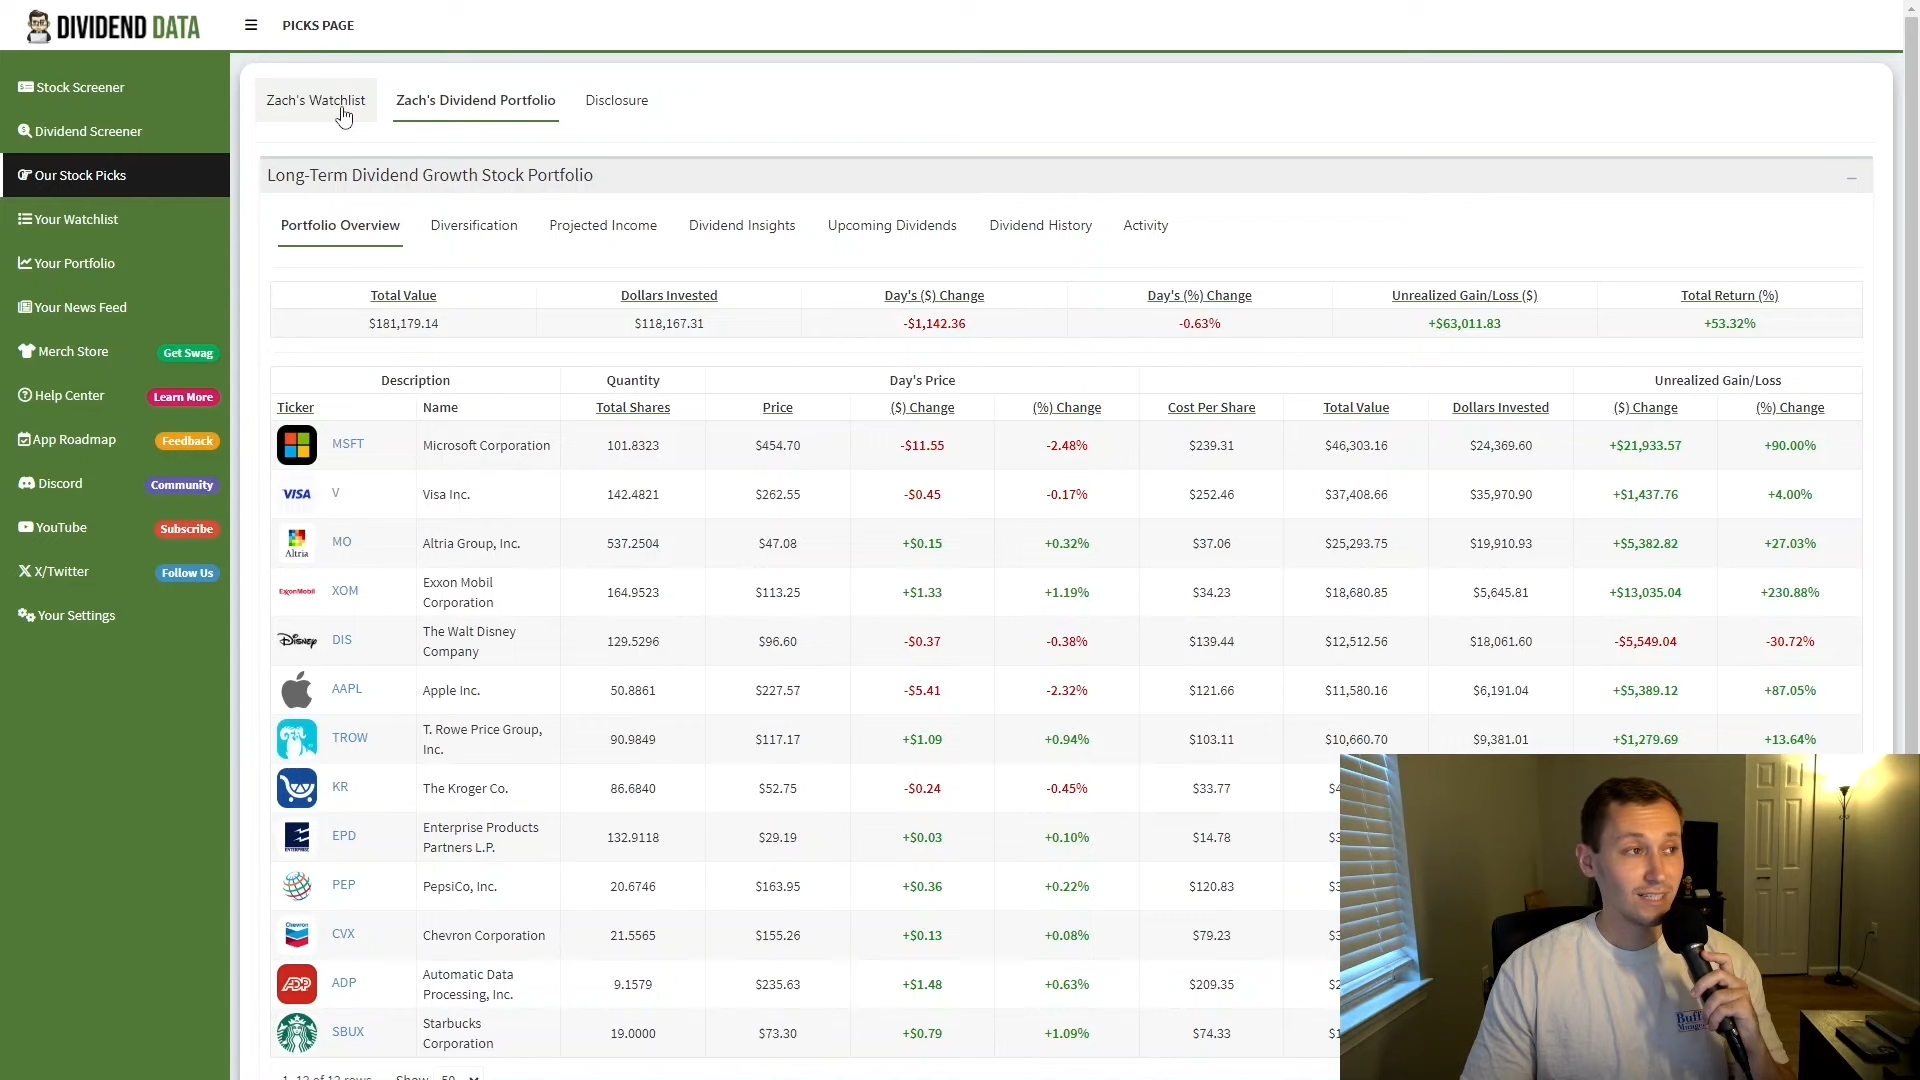 DIVIDEND DATA
PICKS PAGE
Stock Screener
Dividend Screener
Our Stock Picks
Your Watchlist
Your Portfolio
Your News Feed
Merch Store Get Swag
Help Center Learn More
App Roadmap Feedback
Discord Community
YouTube Subscribe
X/Twitter Follow Us
Your Settings
Zach's Watchlist Zach's Dividend Portfolio Disclosure
Long-Term Dividend Growth Stock Portfolio
Portfolio Overview Diversification Projected Income Dividend Insights Upcoming Dividends Dividend History Activity
Total Value Dollars Invested Day's ($) Change Day's (%) Change Unrealized Gain/Loss ($) Total Return (%)
$181,179.14 $118,167.31 -$1,142.36 -0.63% +$63,011.83 +53.32%
Description Quantity Day's Price Unrealized Gain/Loss
Ticker Name Total Shares Price ($) Change (%) Change Cost Per Share Total Value Dollars Invested ($) Change (%) Change
MSFT Microsoft Corporation 101.8323 $454.70 -$11.55 -2.48% $239.31 $46,303.16 $24,369.60 +$21,933.57 +90.00%
VISA V Visa Inc. 142.4821 $262.55 -$0.45 -0.17% $252.46 $37,408.66 $35,970.90 +$1,437.76 +4.00%
Altria MO Altria Group, Inc. 537.2504 $47.08 +$0.15 +0.32% $37.06 $25,293.75 $19,910.93 +$5,382.82 +27.03%
ExxonMobil XOM Exxon Mobil
Corporation 164.9523 $113.25 +$1.33 +1.19% $34.23 $18,680.85 $5,645.81 +$13,035.04 +230.88%
Disney DIS The Walt Disney
Company 129.5296 $96.60 -$0.37 -0.38% $139.44 $12,512.56 $18,061.60 -$5,549.04 -30.72%
AAPL Apple Inc. 50.8861 $227.57 -$5.41 -2.32% $121.66 $11,580.16 $6,191.04 +$5,389.12 +87.05%
TROW T. Rowe Price Group,
Inc. 90.9849 $117.17 +$1.09 +0.94% $103.11 $10,660.70 $9,381.01 +$1,279.69 +13.64%
KR The Kroger Co. 86.6840 $52.75 -$0.24 -0.45% $33.77
ENTERPRISE EPD Enterprise Products
Partners L.P. 132.9118 $29.19 +$0.03 +0.10% $14.78
PEP PepsiCo, Inc. 20.6746 $163.95 +$0.36 +0.22% $120.83
Chevron CVX Chevron Corporation 21.5565 $155.26 +$0.13 +0.08% $79.23
ADP ADP Automatic Data
Processing, Inc. 9.1579 $235.63 +$1.48 +0.63% $209.35
SBUX Starbucks
Corporation 19.0000 $73.30 +$0.79 +1.09% $74.33
Show 50